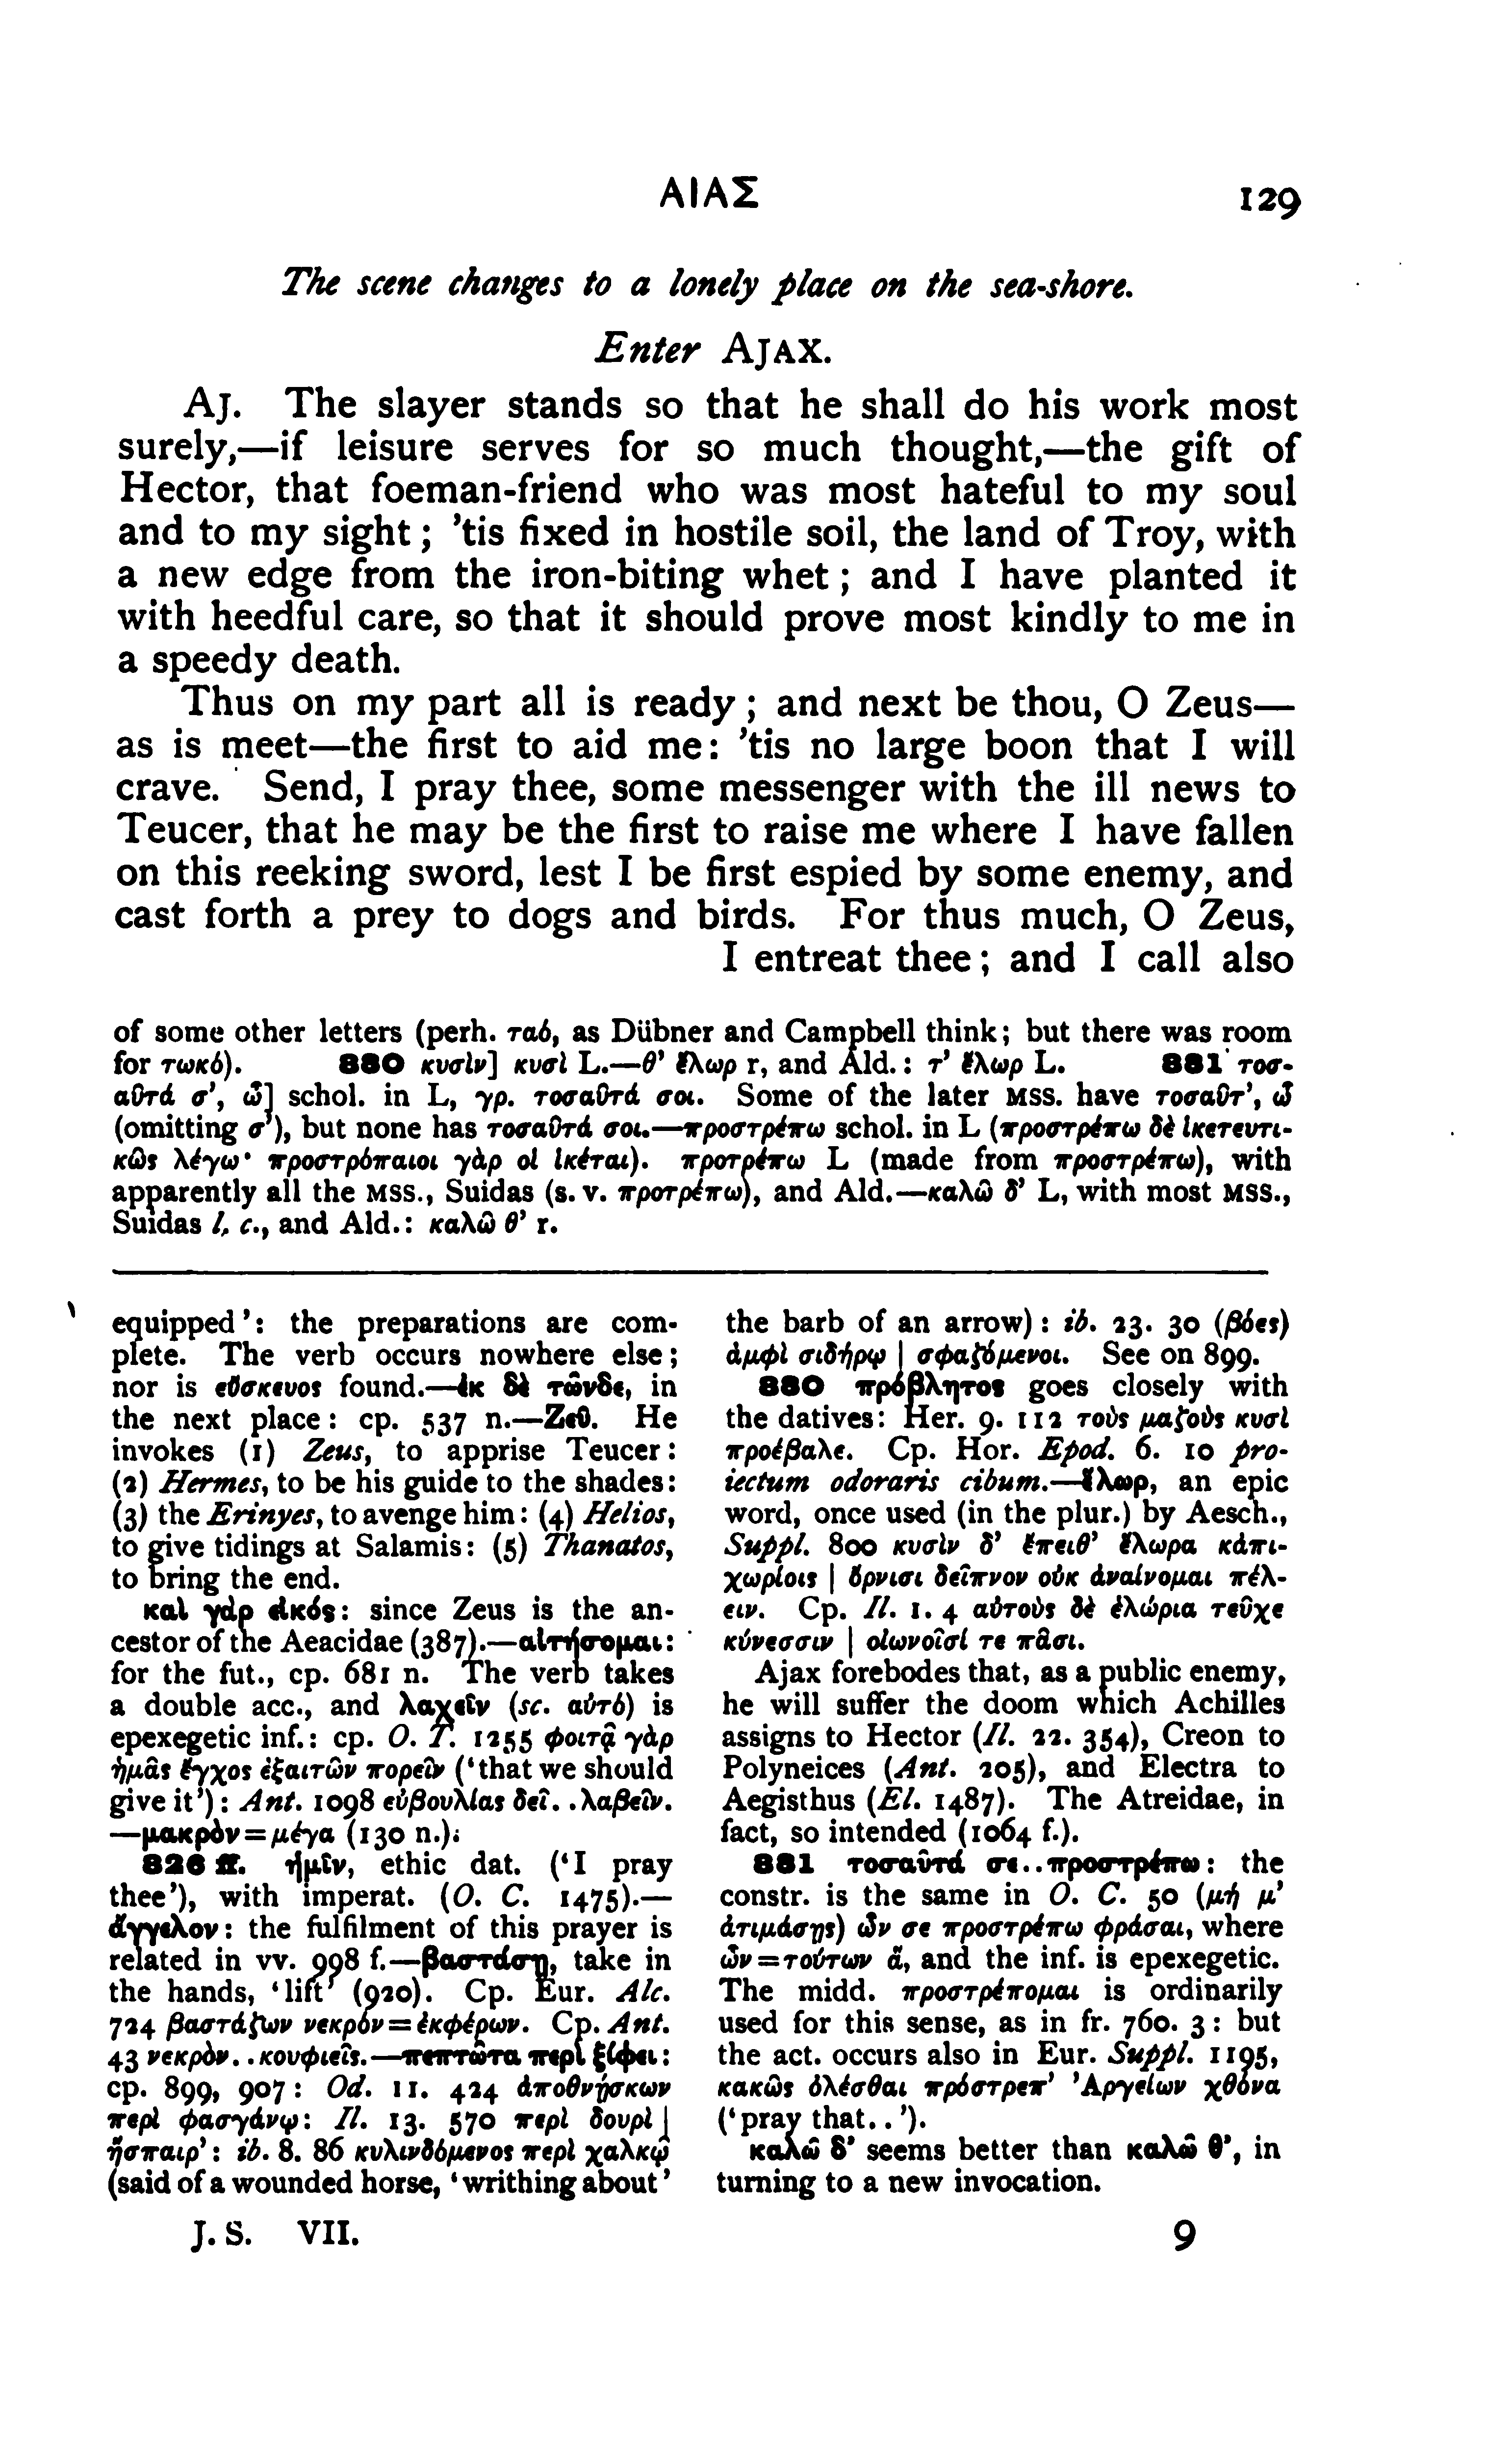 ΑΙΑΣ 129
The scene changes to a lonely place on the sea-shore.
Enter AJAX.
AJ. The slayer stands so that he shall do his work most
surely,—if leisure serves for so much thought,—the gift of
Hector, that foeman-friend who was most hateful to my soul
and to my sight; ’tis fixed in hostile soil, the land of Troy, with
a new edge from the iron-biting whet; and I have planted it
with heedful care, so that it should prove most kindly to me in
a speedy death.
Thus on my part all is ready; and next be thou, O Zeus—
as is meet—the first to aid me: ’tis no large boon that I will
crave. Send, I pray thee, some messenger with the ill news to
Teucer, that he may be the first to raise me where I have fallen
on this reeking sword, lest I be first espied by some enemy, and
cast forth a prey to dogs and birds. For thus much, O Zeus,
I entreat thee; and I call also
of some other letters (perh. ταό, as Dübner and Campbell think; but there was room
for τωκό). 830 κυσὶν] κυσὶ L.—θ’ ἕλωρ r, and Ald.: τ’ ἕλωρ L. 831 τοσ-
αῦτά σ’, ὦ] schol. in L, γρ. τοσαῦτά σοι. Some of the later MSS. have τοσαῦτ’, ὦ
(omitting σ’), but none has τοσαῦτά σοι.—προστρέπω schol. in L (προστρέπω δὲ ἱκετευτι-
κῶς λέγω· προστρόπαιοι γὰρ οἱ ἱκέται). προτρέπω L (made from προστρέπω), with
apparently all the MSS., Suidas (s. v. προτρέπω), and Ald.—καλῶ δ’ L, with most MSS.,
Suidas l. c., and Ald.: καλῶ θ’ r.
equipped’: the preparations are com-
plete. The verb occurs nowhere else;
nor is εὔσκευος found.—ἐκ δὲ τῶνδε, in
the next place: cp. 537 n.—Ζεῦ. He
invokes (1) Zeus, to apprise Teucer:
(2) Hermes, to be his guide to the shades:
(3) the Erinyes, to avenge him: (4) Helios,
to give tidings at Salamis: (5) Thanatos,
to bring the end.
καὶ γὰρ εἰκός: since Zeus is the an-
cestor of the Aeacidae (387).—αἰτήσομαι:
for the fut., cp. 681 n. The verb takes
a double acc., and λαχεῖν (sc. αὐτό) is
epexegetic inf.: cp. O. T. 1255 φοιτᾷ γὰρ
ἡμᾶς ἔγχος ἐξαιτῶν πορεῖν (‘that we should
give it’): Ant. 1098 εὐβουλίας δεῖ..λαβεῖν.
—μακρὸν=μέγα (130 n.).
826 ff. ἡμῖν, ethic dat. (‘I pray
thee’), with imperat. (O. C. 1475).—
ἄγγελον: the fulfilment of this prayer is
related in vv. 998 f.—βαστάσῃ, take in
the hands, ‘lift’ (920). Cp. Eur. Alc.
724 βαστάζων νεκρόν=ἐκφέρων. Cp. Ant.
43 νεκρὸν..κουφιεῖς.—πεπτῶτα περὶ ξίφει:
cp. 899, 907: Od. 11. 424 ἀποθνῄσκων
περὶ φασγάνῳ: Il. 13. 570 περὶ δουρὶ |
ἤσπαιρ’: ib. 8. 86 κυλινδόμενος περὶ χαλκῷ
(said of a wounded horse, ‘writhing about’
the barb of an arrow): ib. 23. 30 (βόες)
ἀμφὶ σιδήρῳ | σφαζόμενοι. See on 899.
830 πρόβλητος goes closely with
the datives: Her. 9. 112 τοὺς μαζοὺς κυσὶ
προέβαλε. Cp. Hor. Epod. 6. 10 pro-
iectum odoraris cibum.—ἕλωρ, an epic
word, once used (in the plur.) by Aesch.,
Suppl. 800 κυσὶν δ’ ἔπειθ’ ἕλωρα κἀπι-
χωρίοις | ὄρνισι δεῖπνον οὐκ ἀναίνομαι πέλ-
ειν. Cp. Il. 1. 4 αὐτοὺς δὲ ἑλώρια τεῦχε
κύνεσσιν | οἰωνοῖσί τε πᾶσι.
Ajax forebodes that, as a public enemy,
he will suffer the doom which Achilles
assigns to Hector (Il. 22. 354), Creon to
Polyneices (Ant. 205), and Electra to
Aegisthus (El. 1487). The Atreidae, in
fact, so intended (1064 f.).
831 τοσαῦτά σε..προστρέπω: the
constr. is the same in O. C. 50 (μή μ’
ἀτιμάσῃς) ὧν σε προστρέπω φράσαι, where
ὧν=τούτων ἅ, and the inf. is epexegetic.
The midd. προστρέπομαι is ordinarily
used for this sense, as in fr. 760. 3: but
the act. occurs also in Eur. Suppl. 1195,
κακῶς ὀλέσθαι πρόστρεπ’ Ἀργείων χθόνα
(‘pray that..’).
καλῶ δ’ seems better than καλῶ θ’, in
turning to a new invocation.
J. S. VII. 9